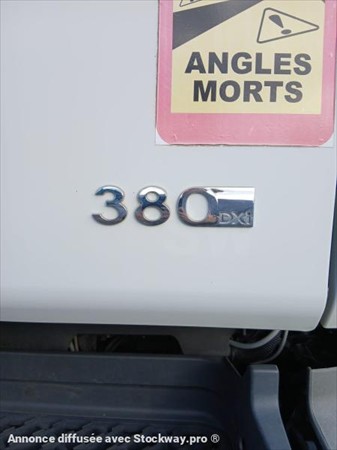 ANGLES
MORTS
380 DXi
Annonce diffusée avec Stockway.pro ®